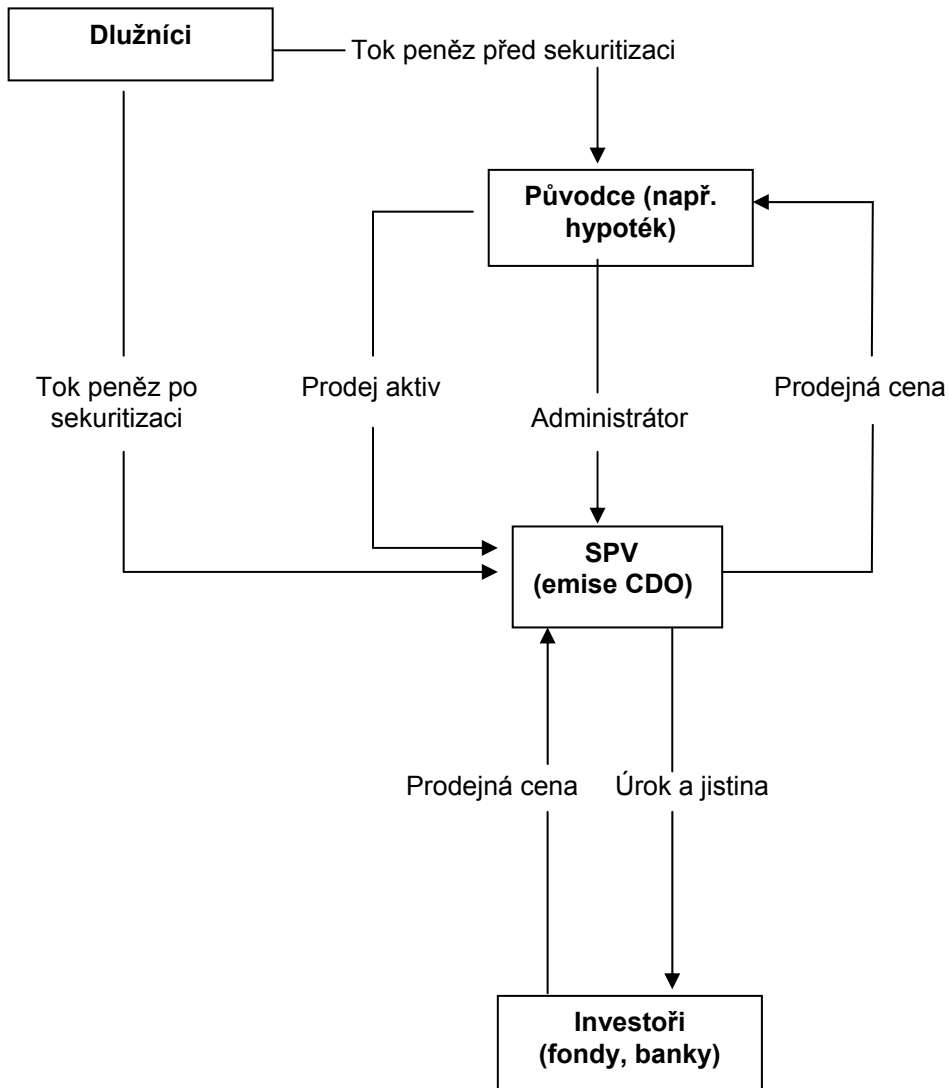 Dlužníci
Tok peněz před sekuritizaci
Původce (např.
hypoték)
Tok peněz po
sekuritizaci
Prodej aktiv
Administrátor
Prodejná cena
SPV
(emise CDO)
Prodejná cena
Úrok a jistina
Investoři
(fondy, banky)